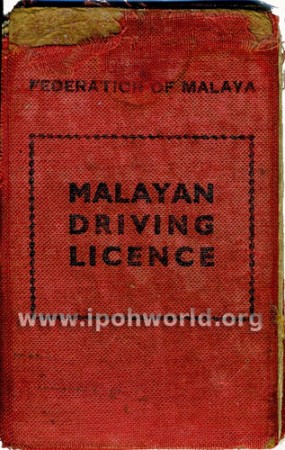 FEDERATION OF MALAYA
MALAYAN
DRIVING
LICENCE
www.ipohworld.org